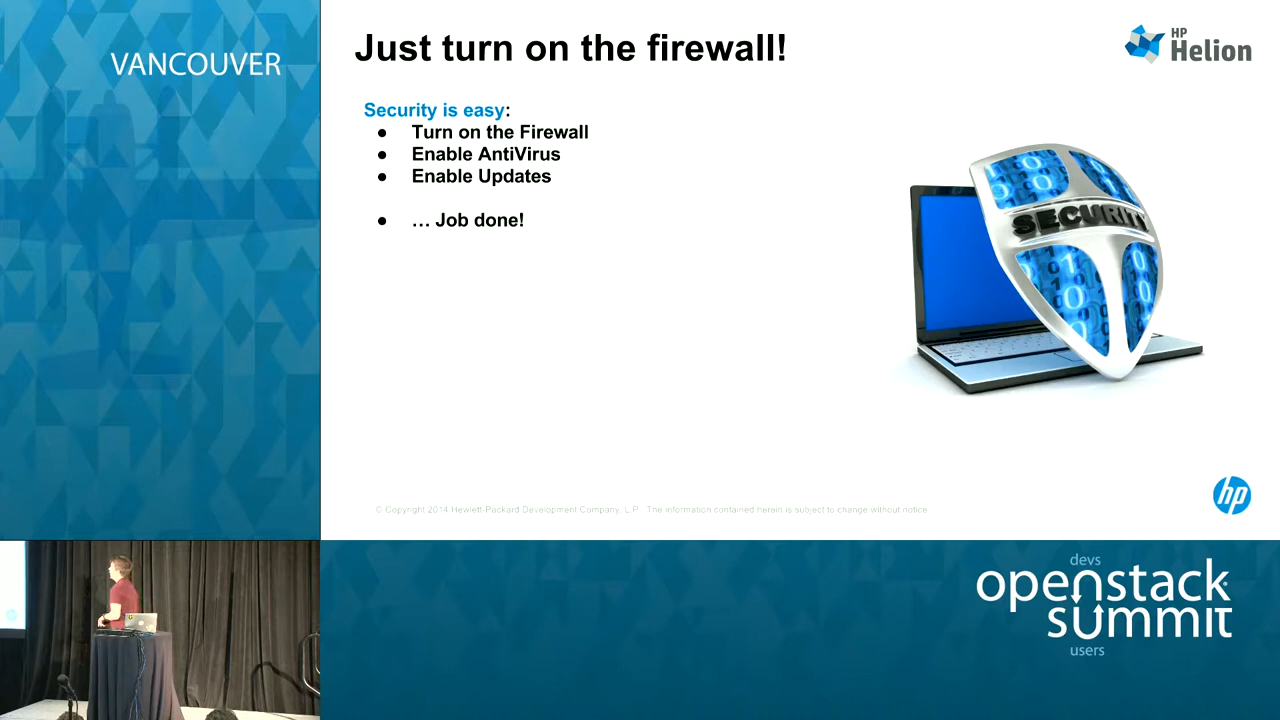 VANCOUVER
Just turn on the firewall!
HP
Helion
Security is easy:
● Turn on the Firewall
● Enable AntiVirus
● Enable Updates
● … Job done!
SECURITY
hp
© Copyright 2014 Hewlett-Packard Development Company, L.P. The information contained herein is subject to change without notice.
devs
openstack
summit
users